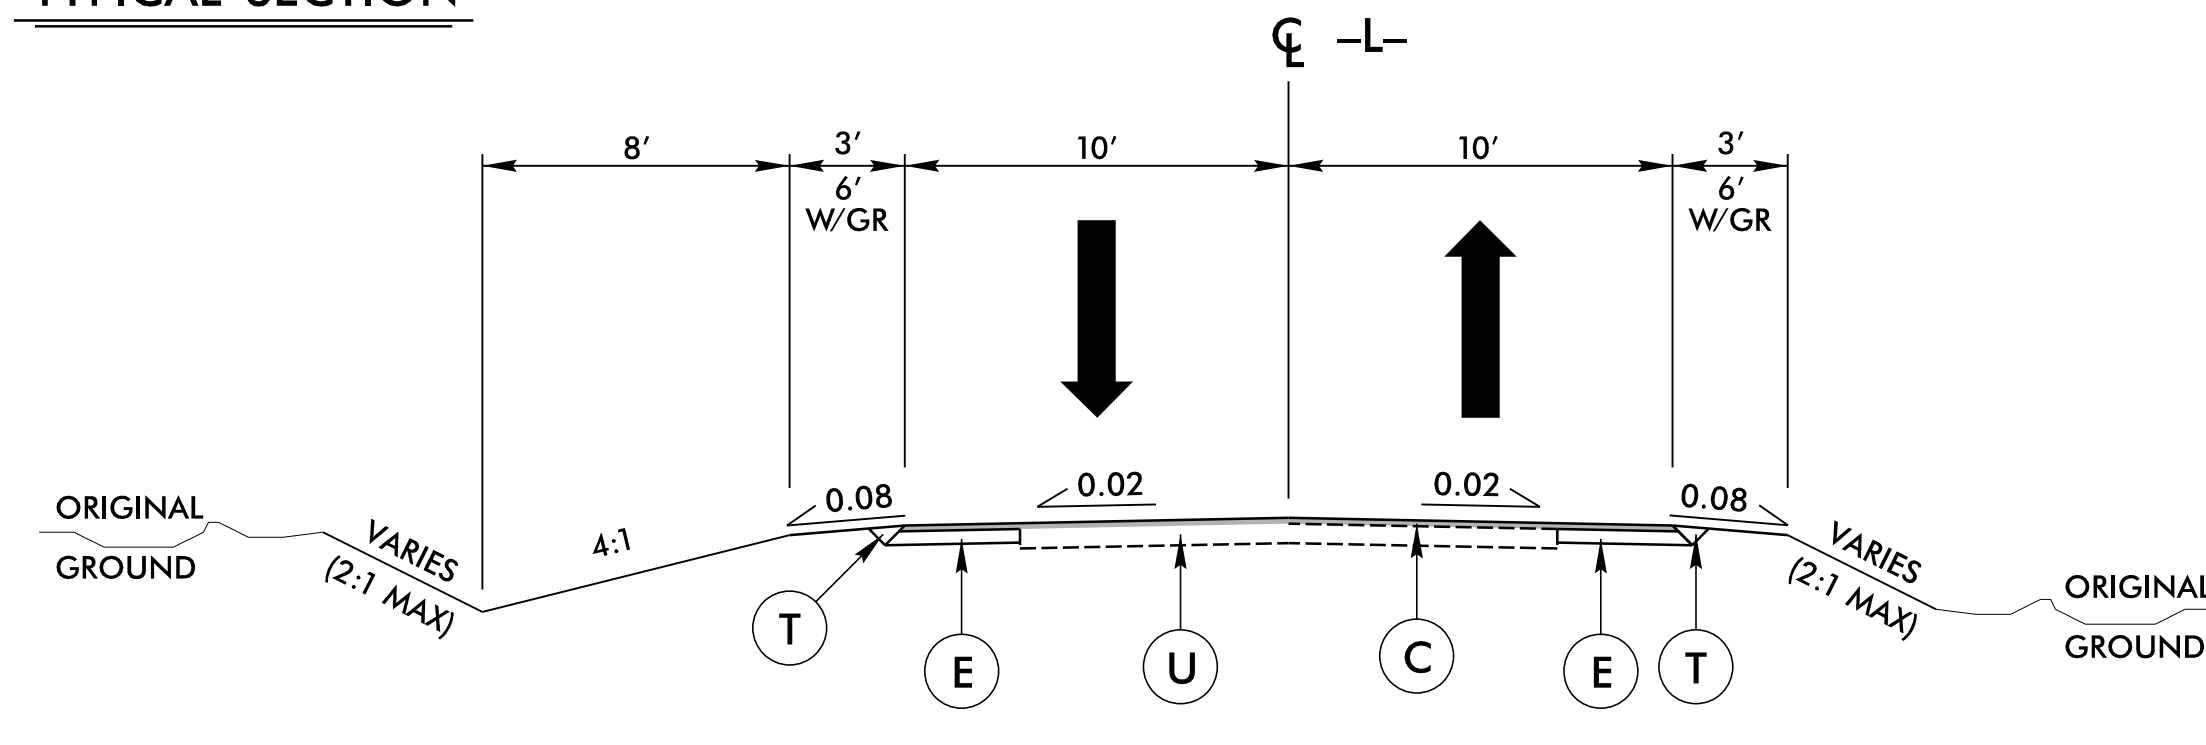 TYPICAL SECTION
℄ –L–
8′
3′
10′
10′
3′
6′
W/GR
6′
W/GR
ORIGINAL
GROUND
VARIES
(2:1 MAX)
4:1
0.08
0.02
0.02
0.08
VARIES
(2:1 MAX)
ORIGINAL
GROUND
T
E
U
C
E
T